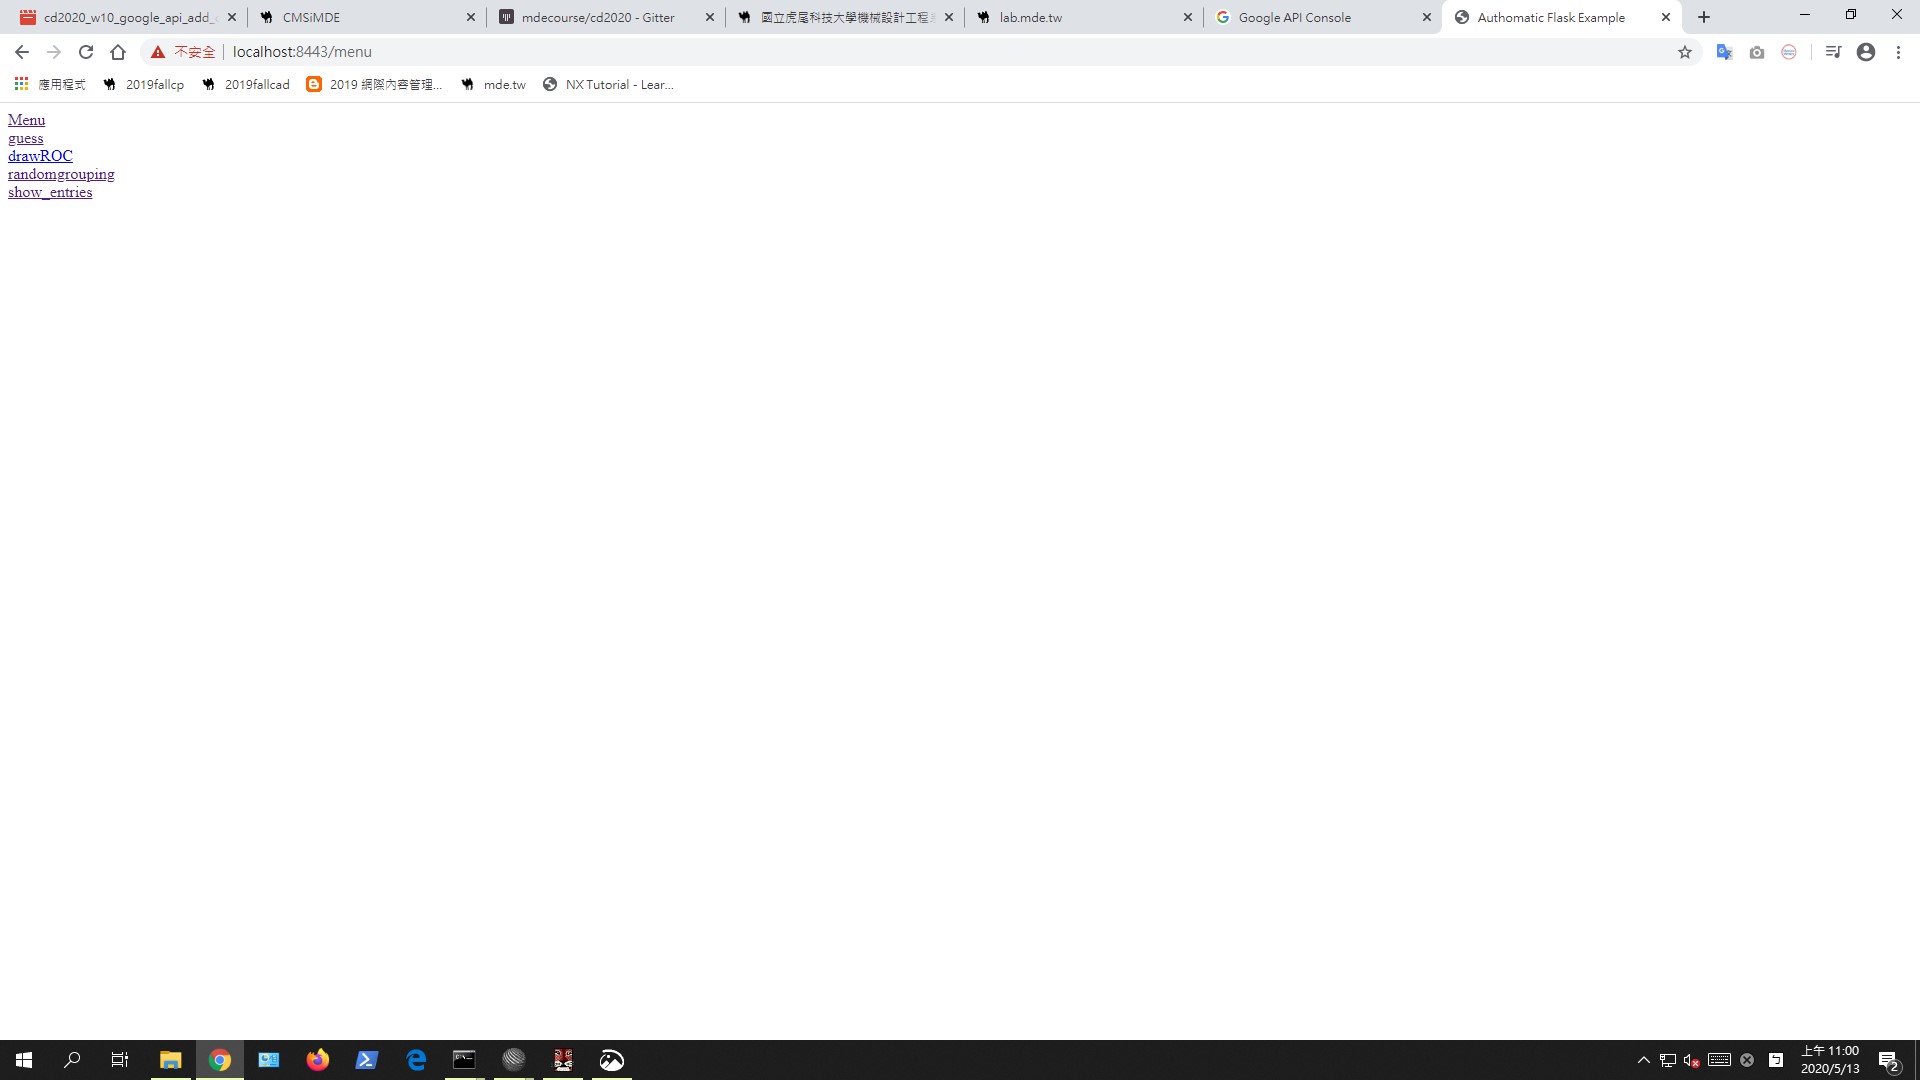 cd2020_w10_google_api_add_
CMSiMDE
mdecourse/cd2020 - Gitter
國立虎尾科技大學機械設計工程
lab.mde.tw
Google API Console
Authomatic Flask Example
不安全
localhost:8443/menu
應用程式
2019fallcp
2019fallcad
2019 網際內容管理...
mde.tw
NX Tutorial - Lear...
Menu
guess
drawROC
randomgrouping
show_entries
上午 11:00
2020/5/13
2